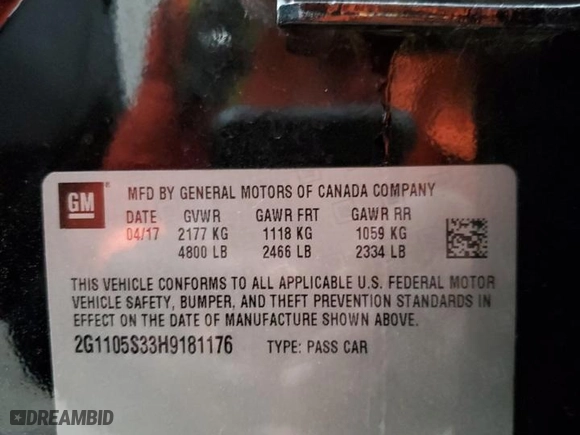 GM® MFD BY GENERAL MOTORS OF CANADA COMPANY
DATE GVWR GAWR FRT GAWR RR
04/17 2177 KG 1118 KG 1059 KG
4800 LB 2466 LB 2334 LB
THIS VEHICLE CONFORMS TO ALL APPLICABLE U.S. FEDERAL MOTOR
VEHICLE SAFETY, BUMPER, AND THEFT PREVENTION STANDARDS IN
EFFECT ON THE DATE OF MANUFACTURE SHOWN ABOVE.
2G1105S33H9181176 TYPE: PASS CAR
DREAMBID